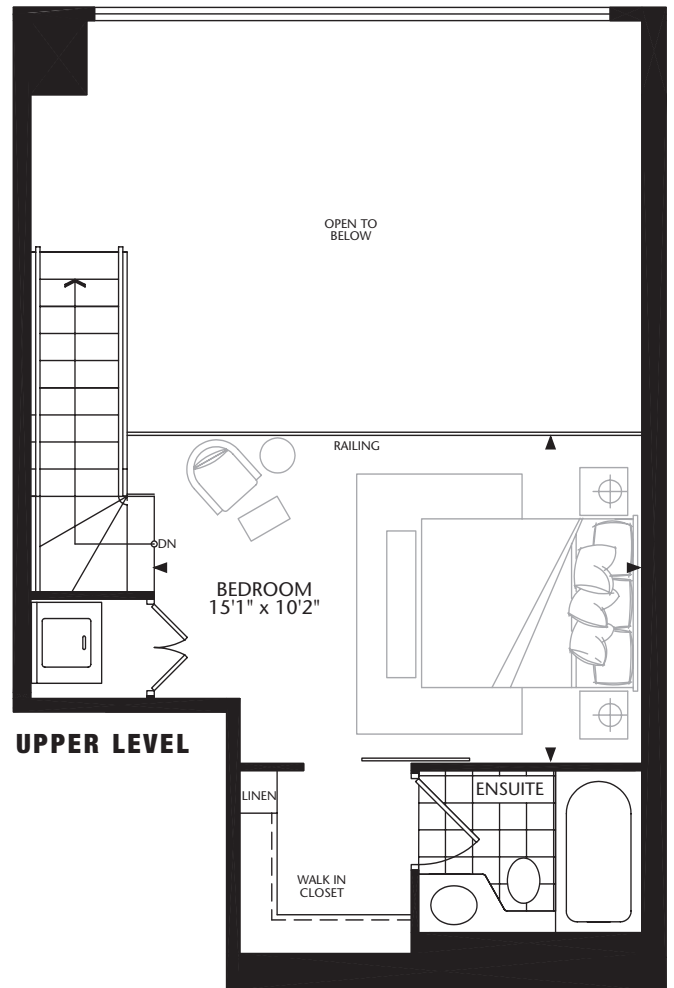 OPEN TO
BELOW
RAILING
DN
BEDROOM
15'1" x 10'2"
UPPER LEVEL
LINEN
ENSUITE
WALK IN
CLOSET